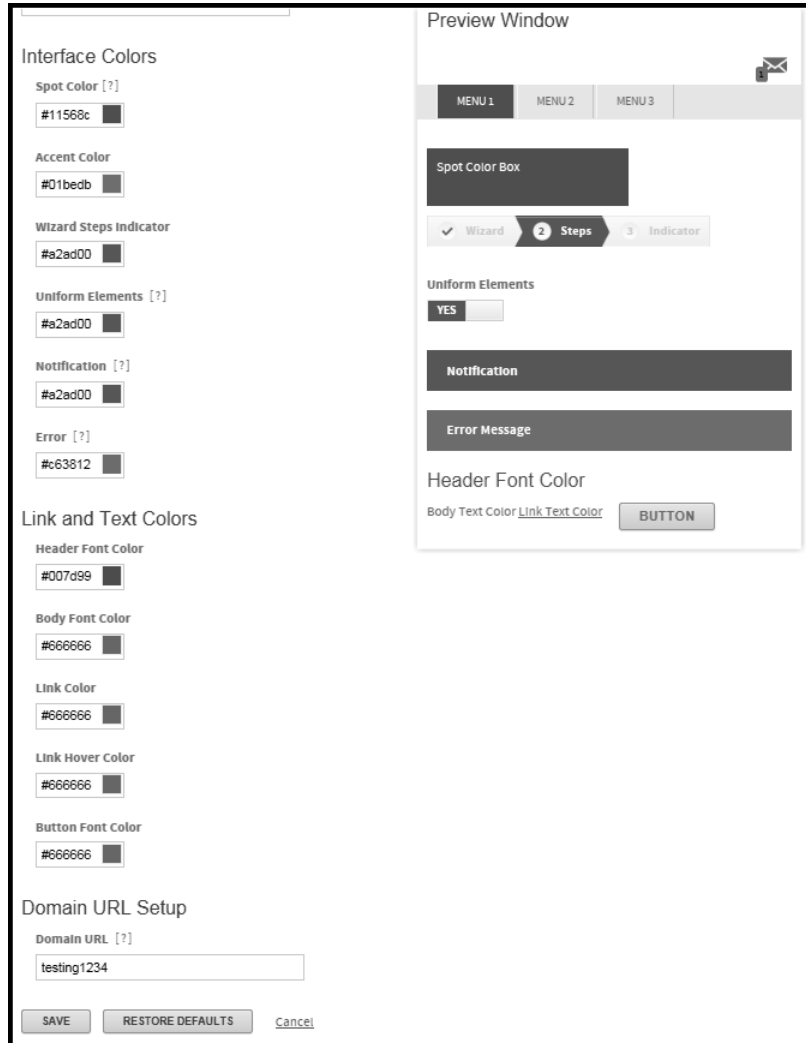 Interface Colors
Spot Color [?]
#11568c
Accent Color
#01bedb
Wizard Steps Indicator
#a2ad00
Uniform Elements [?]
#a2ad00
Notification [?]
#a2ad00
Error [?]
#c63812
Link and Text Colors
Header Font Color
#007d99
Body Font Color
#666666
Link Color
#666666
Link Hover Color
#666666
Button Font Color
#666666
Domain URL Setup
Domain URL [?]
testing1234
SAVE RESTORE DEFAULTS Cancel
Preview Window
1
MENU 1 MENU 2 MENU 3
Spot Color Box
Wizard 2 Steps 3 Indicator
Uniform Elements
YES
Notification
Error Message
Header Font Color
Body Text Color Link Text Color BUTTON